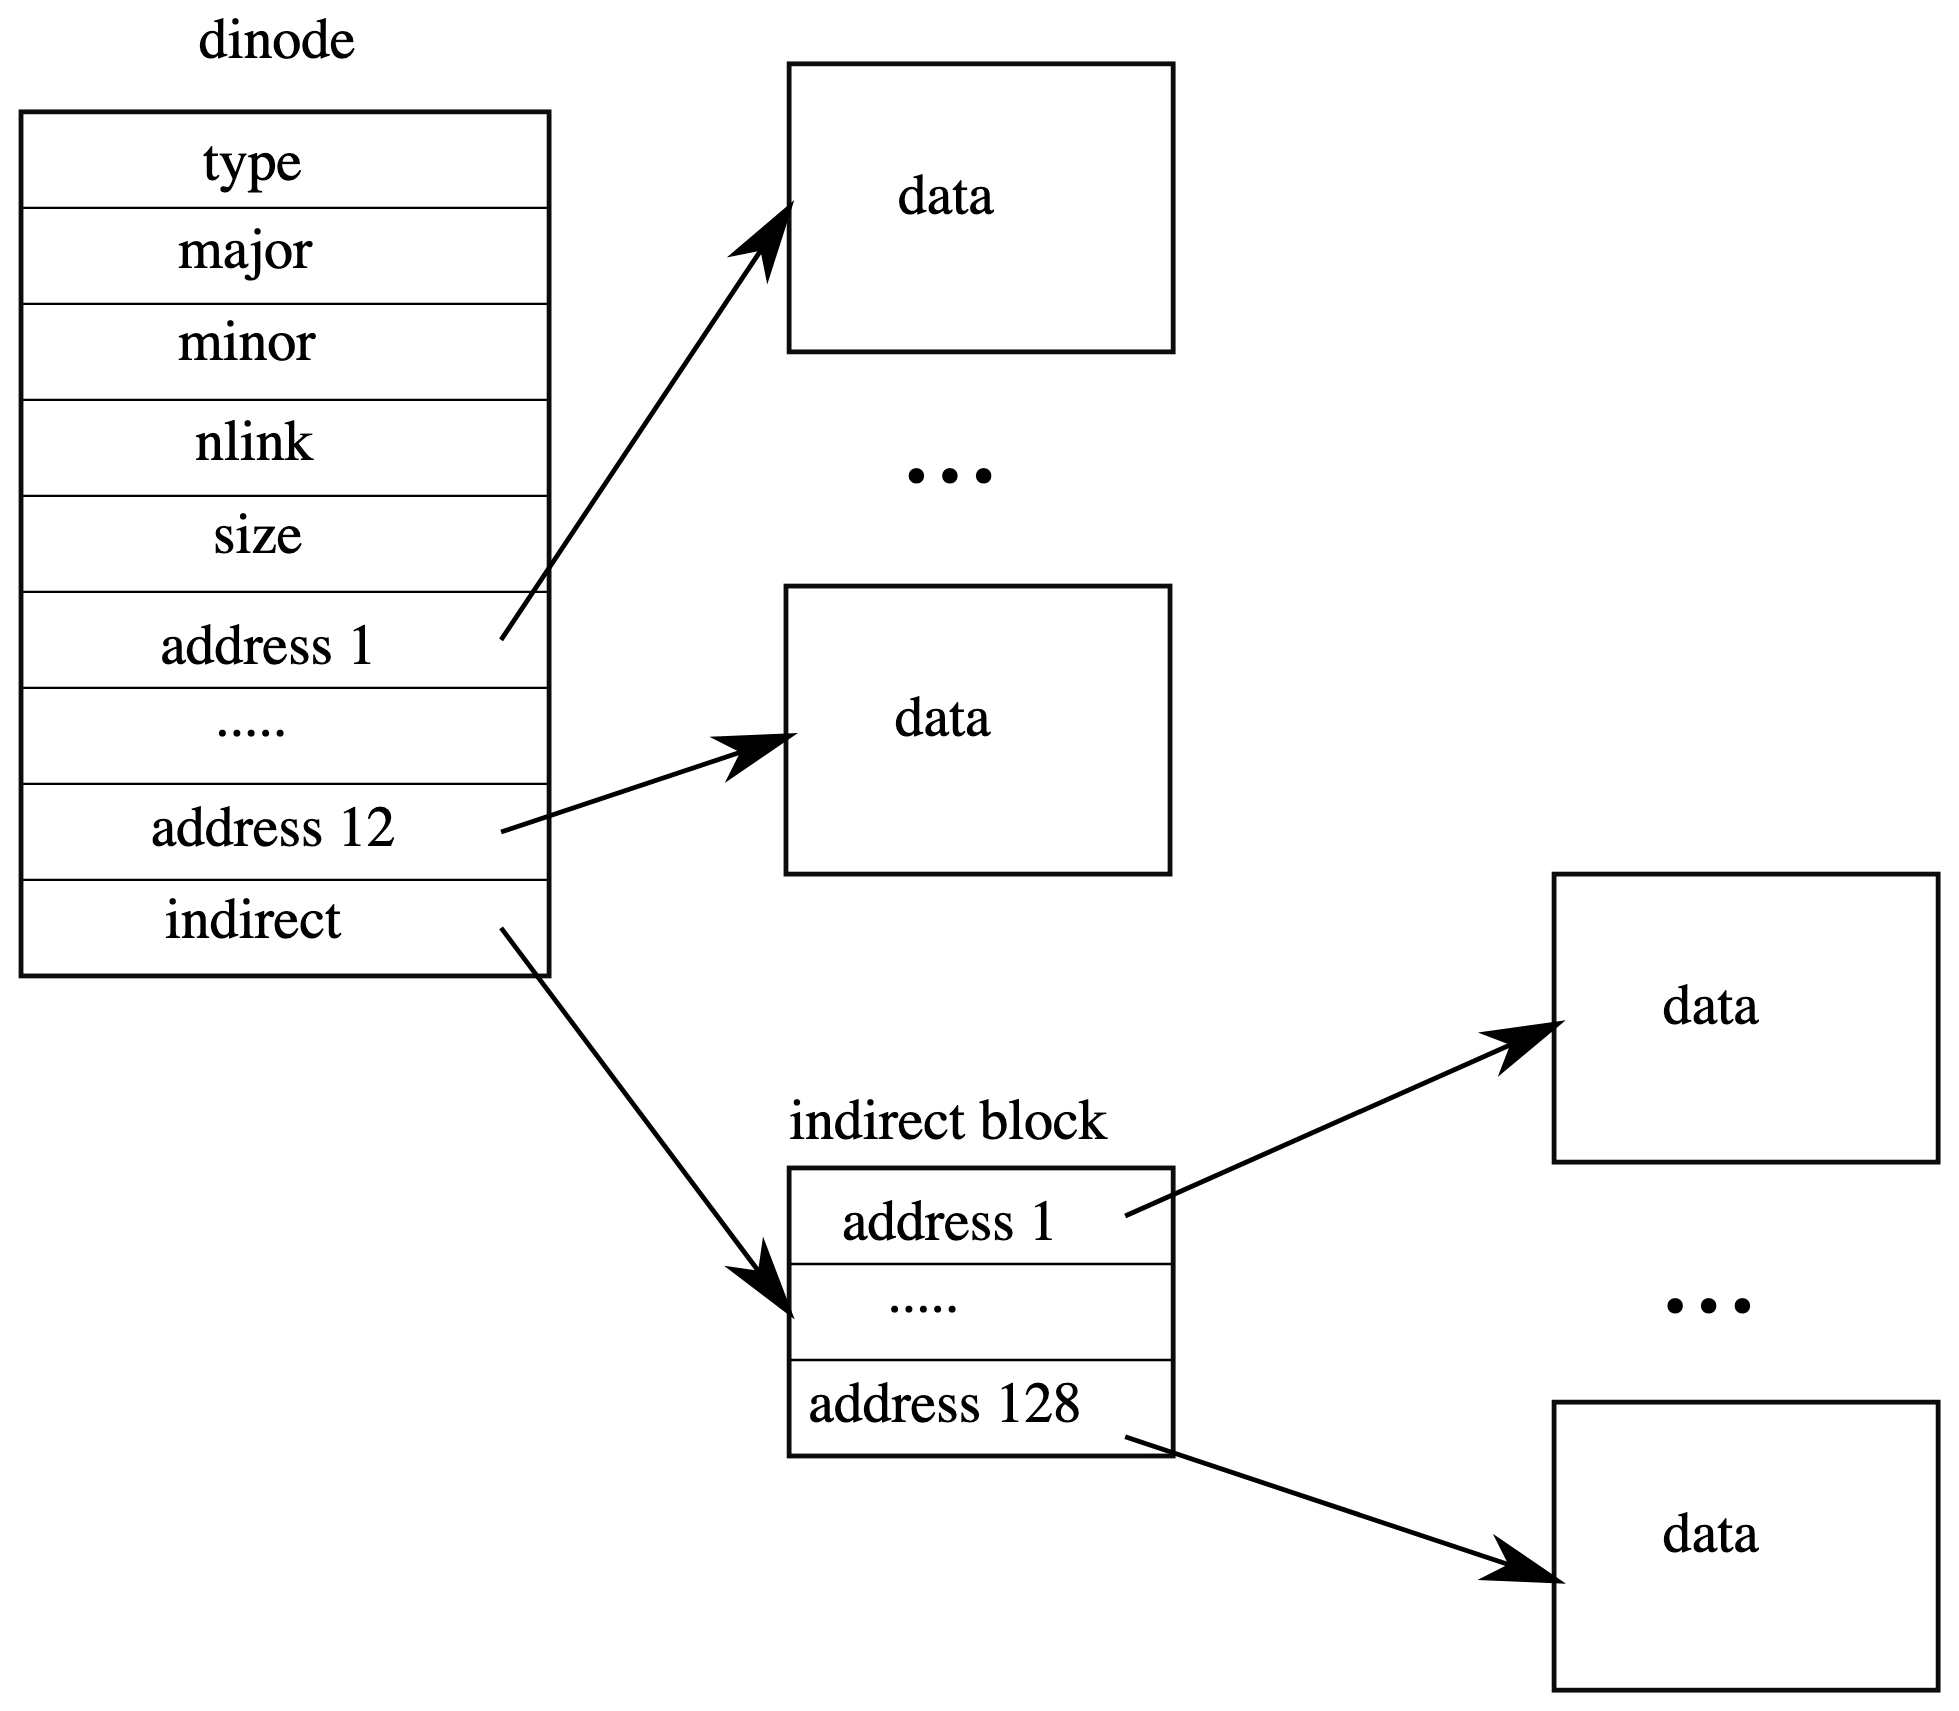 dinode
type
major
minor
nlink
size
address 1
.....
address 12
indirect
data
...
data
indirect block
address 1
.....
address 128
data
...
data